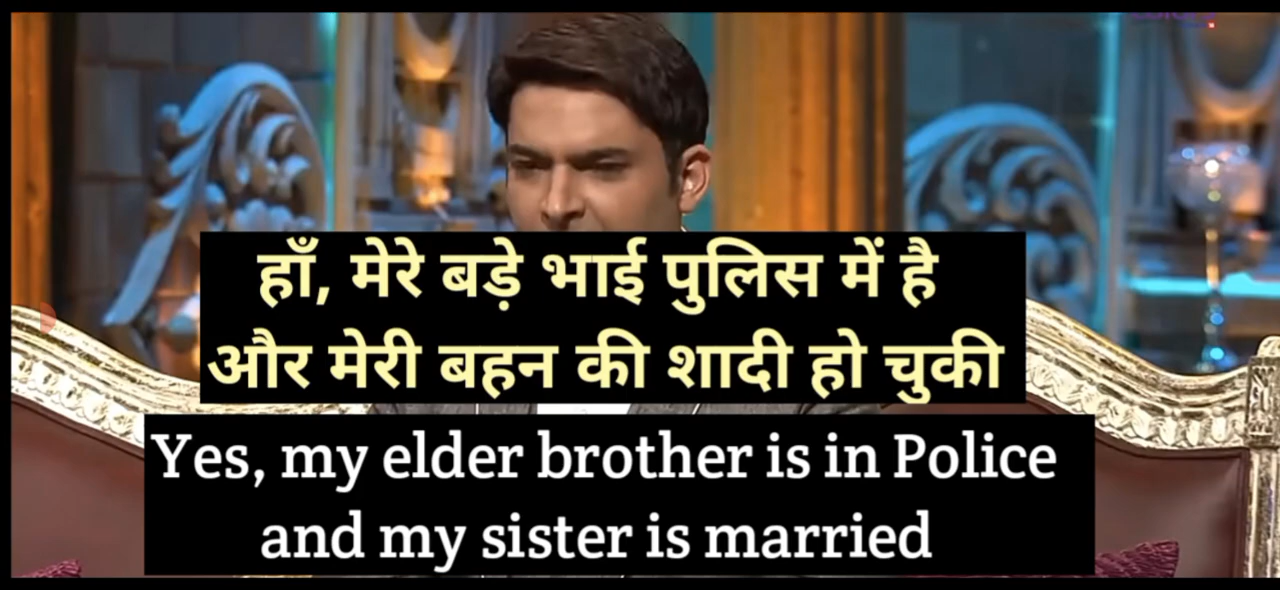 हाँ, मेरे बड़े भाई पुलिस में है
और मेरी बहन की शादी हो चुकी
Yes, my elder brother is in Police
and my sister is married